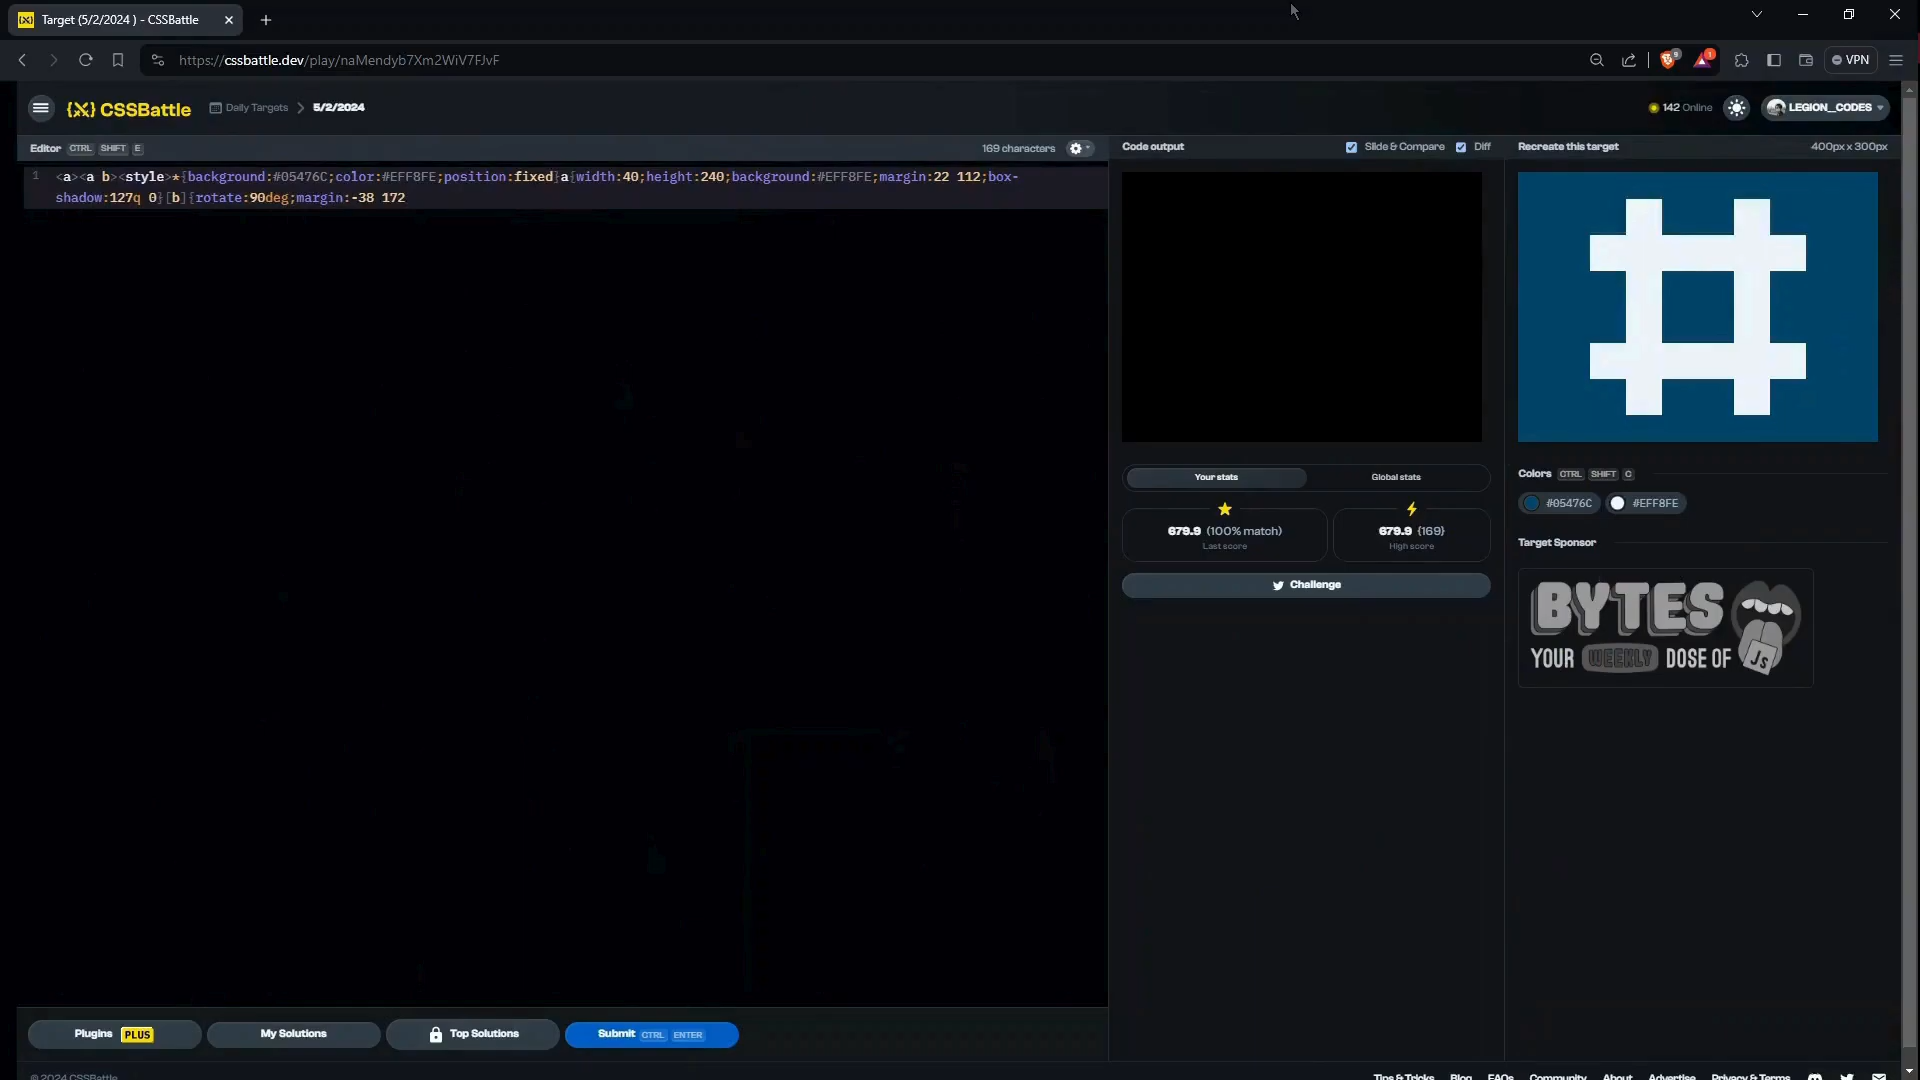 Target (5/2/2024 ) - CSSBattle
https://cssbattle.dev/play/naMendyb7Xm2WiV7FJvF
9
1
VPN
{X} CSSBattle
Daily Targets
5/2/2024
142 Online
LEGION__CODES
Editor CTRL SHIFT E
169 characters
Code output
Slide & Compare
Diff
Recreate this target
400px x 300px
1
<a><a b><style>*{background:#05476C;color:#EFF8FE;position:fixed}a{width:40;height:240;background:#EFF8FE;margin:22 112;box-
shadow:127q 0}[b]{rotate:90deg;margin:-38 172
Your stats
Global stats
679.9 (100% match)
Last score
679.9 {169}
High score
Challenge
Colors CTRL SHIFT C
#05476C
#EFF8FE
Target Sponsor
BYTES
YOUR WEEKLY DOSE OF JS
Plugins PLUS
My Solutions
Top Solutions
Submit CTRL ENTER
© 2024 CSSBattle
Tips & Tricks
Blog
FAQs
Community
About
Advertise
Privacy & Terms